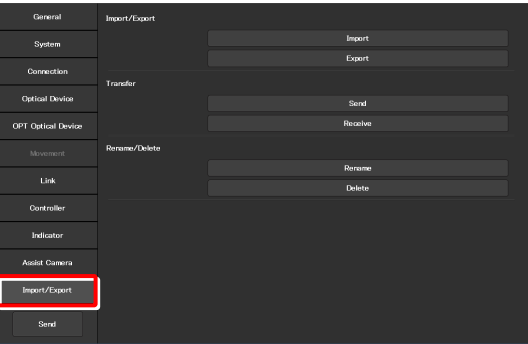 General
System
Connection
Optical Device
OPT Optical Device
Movement
Link
Controller
Indicator
Assist Camera
Import/Export
Send
Import/Export
Import
Export
Transfer
Send
Receive
Rename/Delete
Rename
Delete